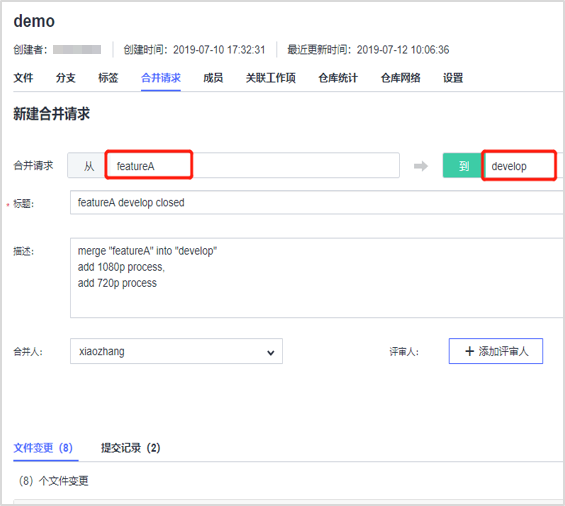 demo
创建者： 创建时间：2019-07-10 17:32:31 最近更新时间：2019-07-12 10:06:36
文件 分支 标签 合并请求 成员 关联工作项 仓库统计 仓库网络 设置
新建合并请求
合并请求 从 featureA 到 develop
* 标题： featureA develop closed
描述： merge "featureA" into "develop"
add 1080p process,
add 720p process
合并人： xiaozhang 评审人： + 添加评审人
文件变更（8） 提交记录（2）
（8）个文件变更